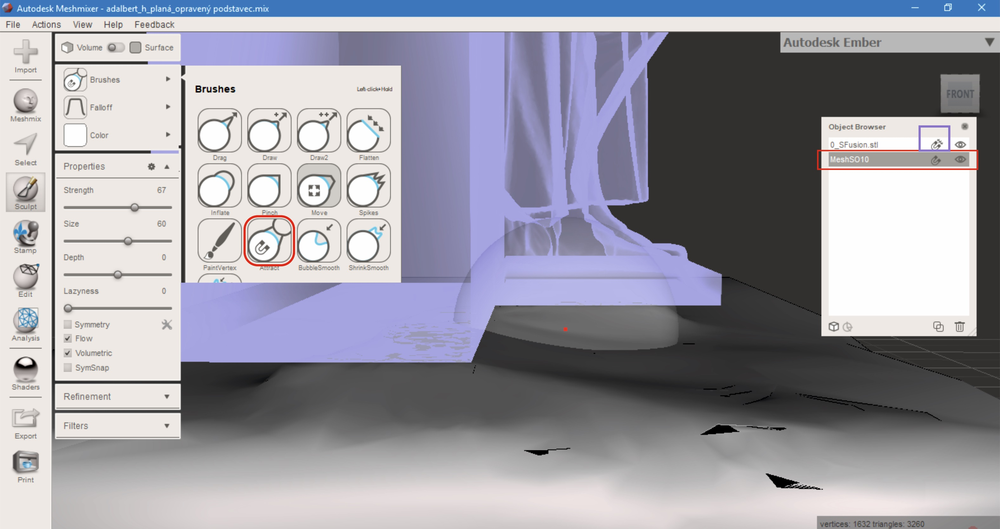 Autodesk Meshmixer - adalbert_h_planá_opravený podstavec.mix
File Actions View Help Feedback
Import
Meshmix
Select
Sculpt
Stamp
Edit
Analysis
Shaders
Export
Print
Volume Surface
Brushes
Falloff
Color
Properties
Strength 67
Size 60
Depth 0
Lazyness 0
Symmetry
Flow
Volumetric
SymSnap
Refinement
Filters
Brushes Left-click+Hold
Drag Draw Draw2 Flatten
Inflate Pinch Move Spikes
PaintVertex Attract BubbleSmooth ShrinkSmooth
Autodesk Ember
FRONT
Object Browser
0_SFusion.stl
MeshSO10
vertices: 1632 triangles: 3260